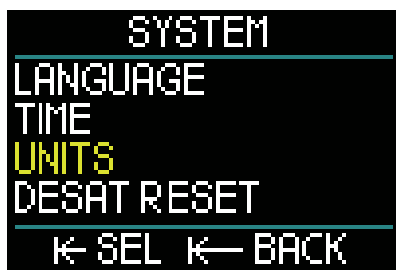 SYSTEM
LANGUAGE
TIME
UNITS
DESAT RESET
SEL BACK